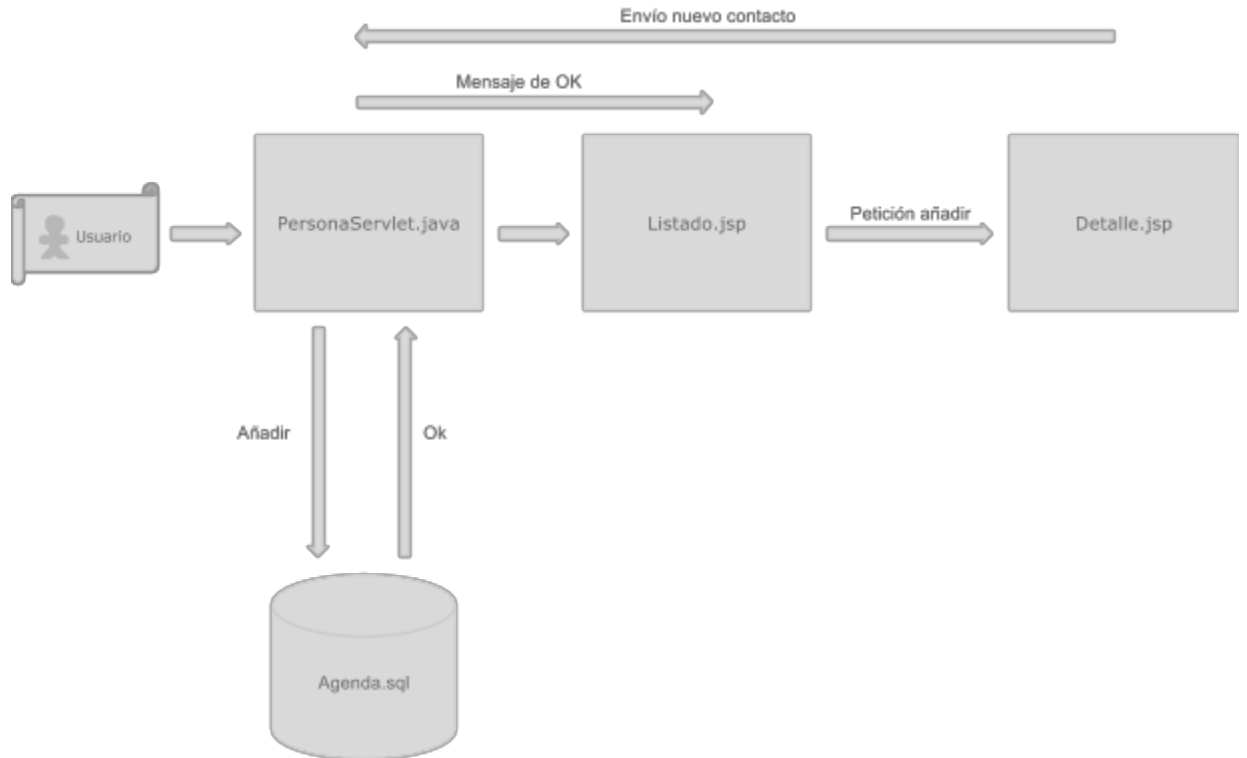 Envío nuevo contacto
Mensaje de OK
Usuario
PersonaServlet.java
Listado.jsp
Petición añadir
Detalle.jsp
Añadir
Ok
Agenda.sql